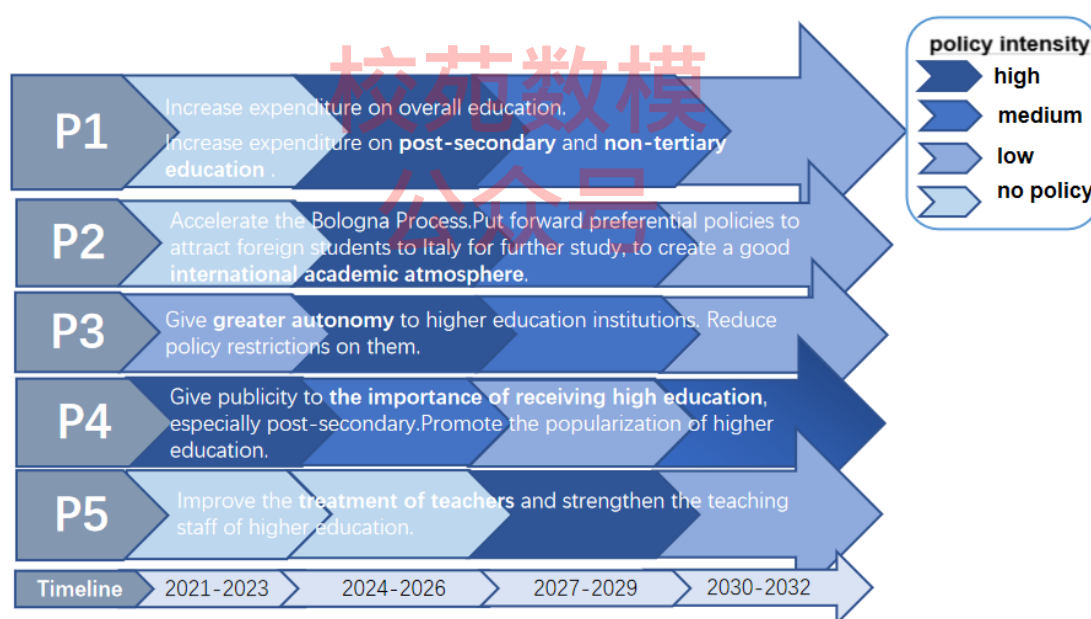 policy intensity
high
medium
low
no policy
校苑数模
公众号
P1
Increase expenditure on overall education.
Increase expenditure on post-secondary and non-tertiary
education .
P2
Accelerate the Bologna Process.Put forward preferential policies to
attract foreign students to Italy for further study, to create a good
international academic atmosphere.
P3
Give greater autonomy to higher education institutions. Reduce
policy restrictions on them.
P4
Give publicity to the importance of receiving high education,
especially post-secondary.Promote the popularization of higher
education.
P5
Improve the treatment of teachers and strengthen the teaching
staff of higher education.
Timeline
2021-2023
2024-2026
2027-2029
2030-2032